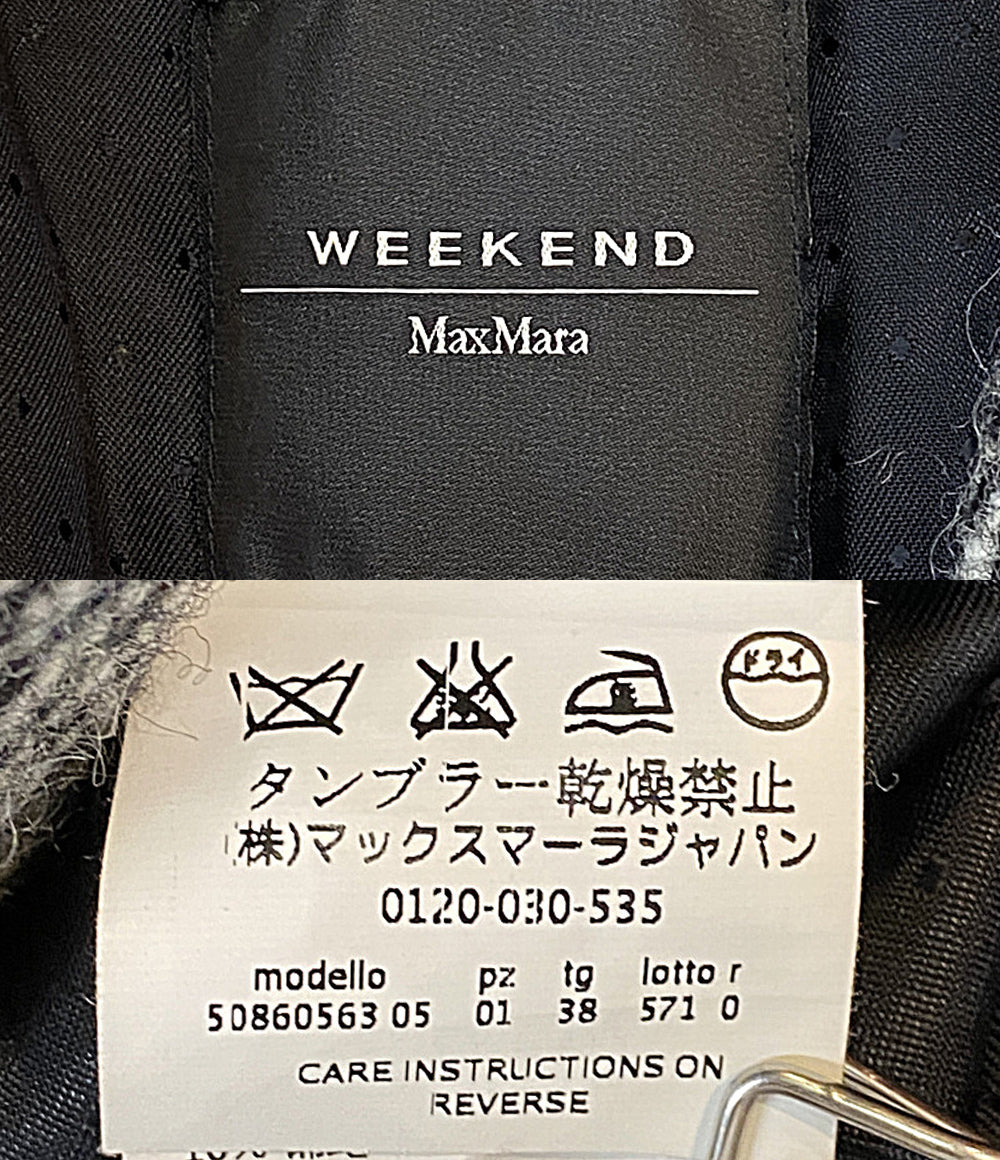 WEEKEND
MaxMara
ドライ
タンブラー乾燥禁止
(株)マックスマーラジャパン
0120-030-535
modello pz tg lotto r
50860563 05 01 38 571 0
CARE INSTRUCTIONS ON
REVERSE